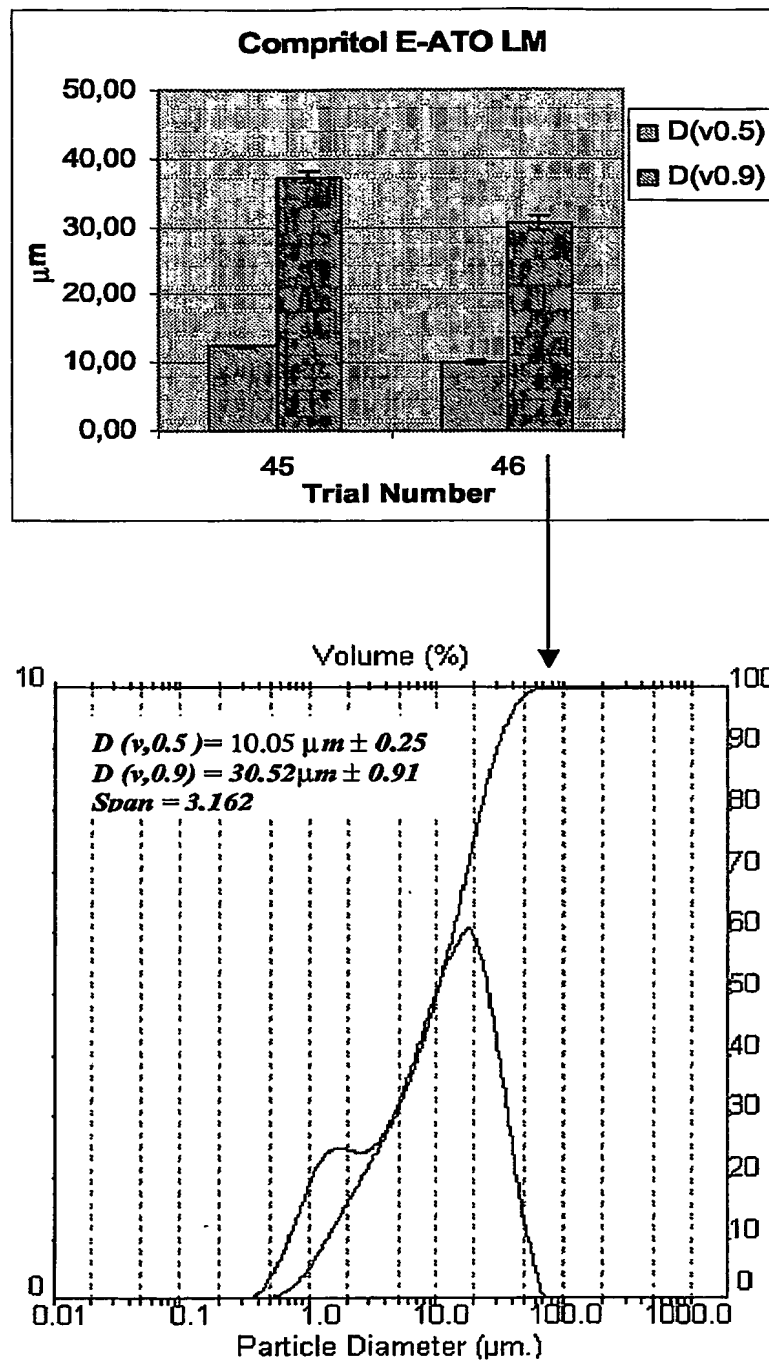 Compritol E-ATO LM
50,00
40,00
30,00
20,00
10,00
0,00
μm
45
46
Trial Number
D(v0.5)
D(v0.9)
Volume (%)
10
0
100
90
80
70
60
50
40
30
20
10
0
D (v,0.5 )= 10.05 μm ± 0.25
D (v,0.9) = 30.52μm ± 0.91
Span = 3.162
0.01
0.1
1.0
10.0
100.0
1000.0
Particle Diameter (μm.)